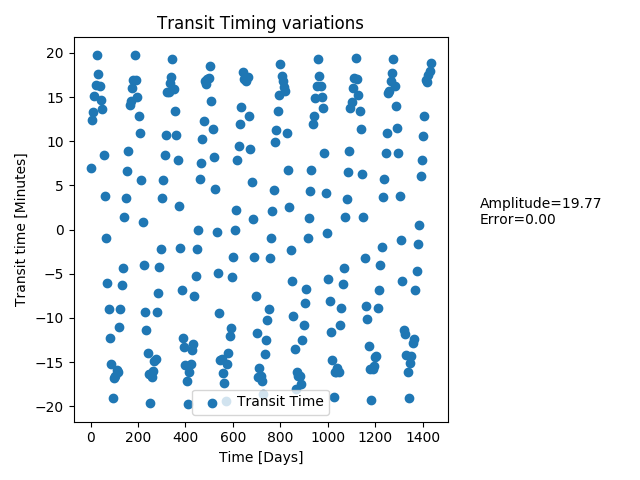 Transit Timing variations
Transit time [Minutes]
20
15
10
5
0
−5
−10
−15
−20
Amplitude=19.77
Error=0.00
Transit Time
0 200 400 600 800 1000 1200 1400
Time [Days]